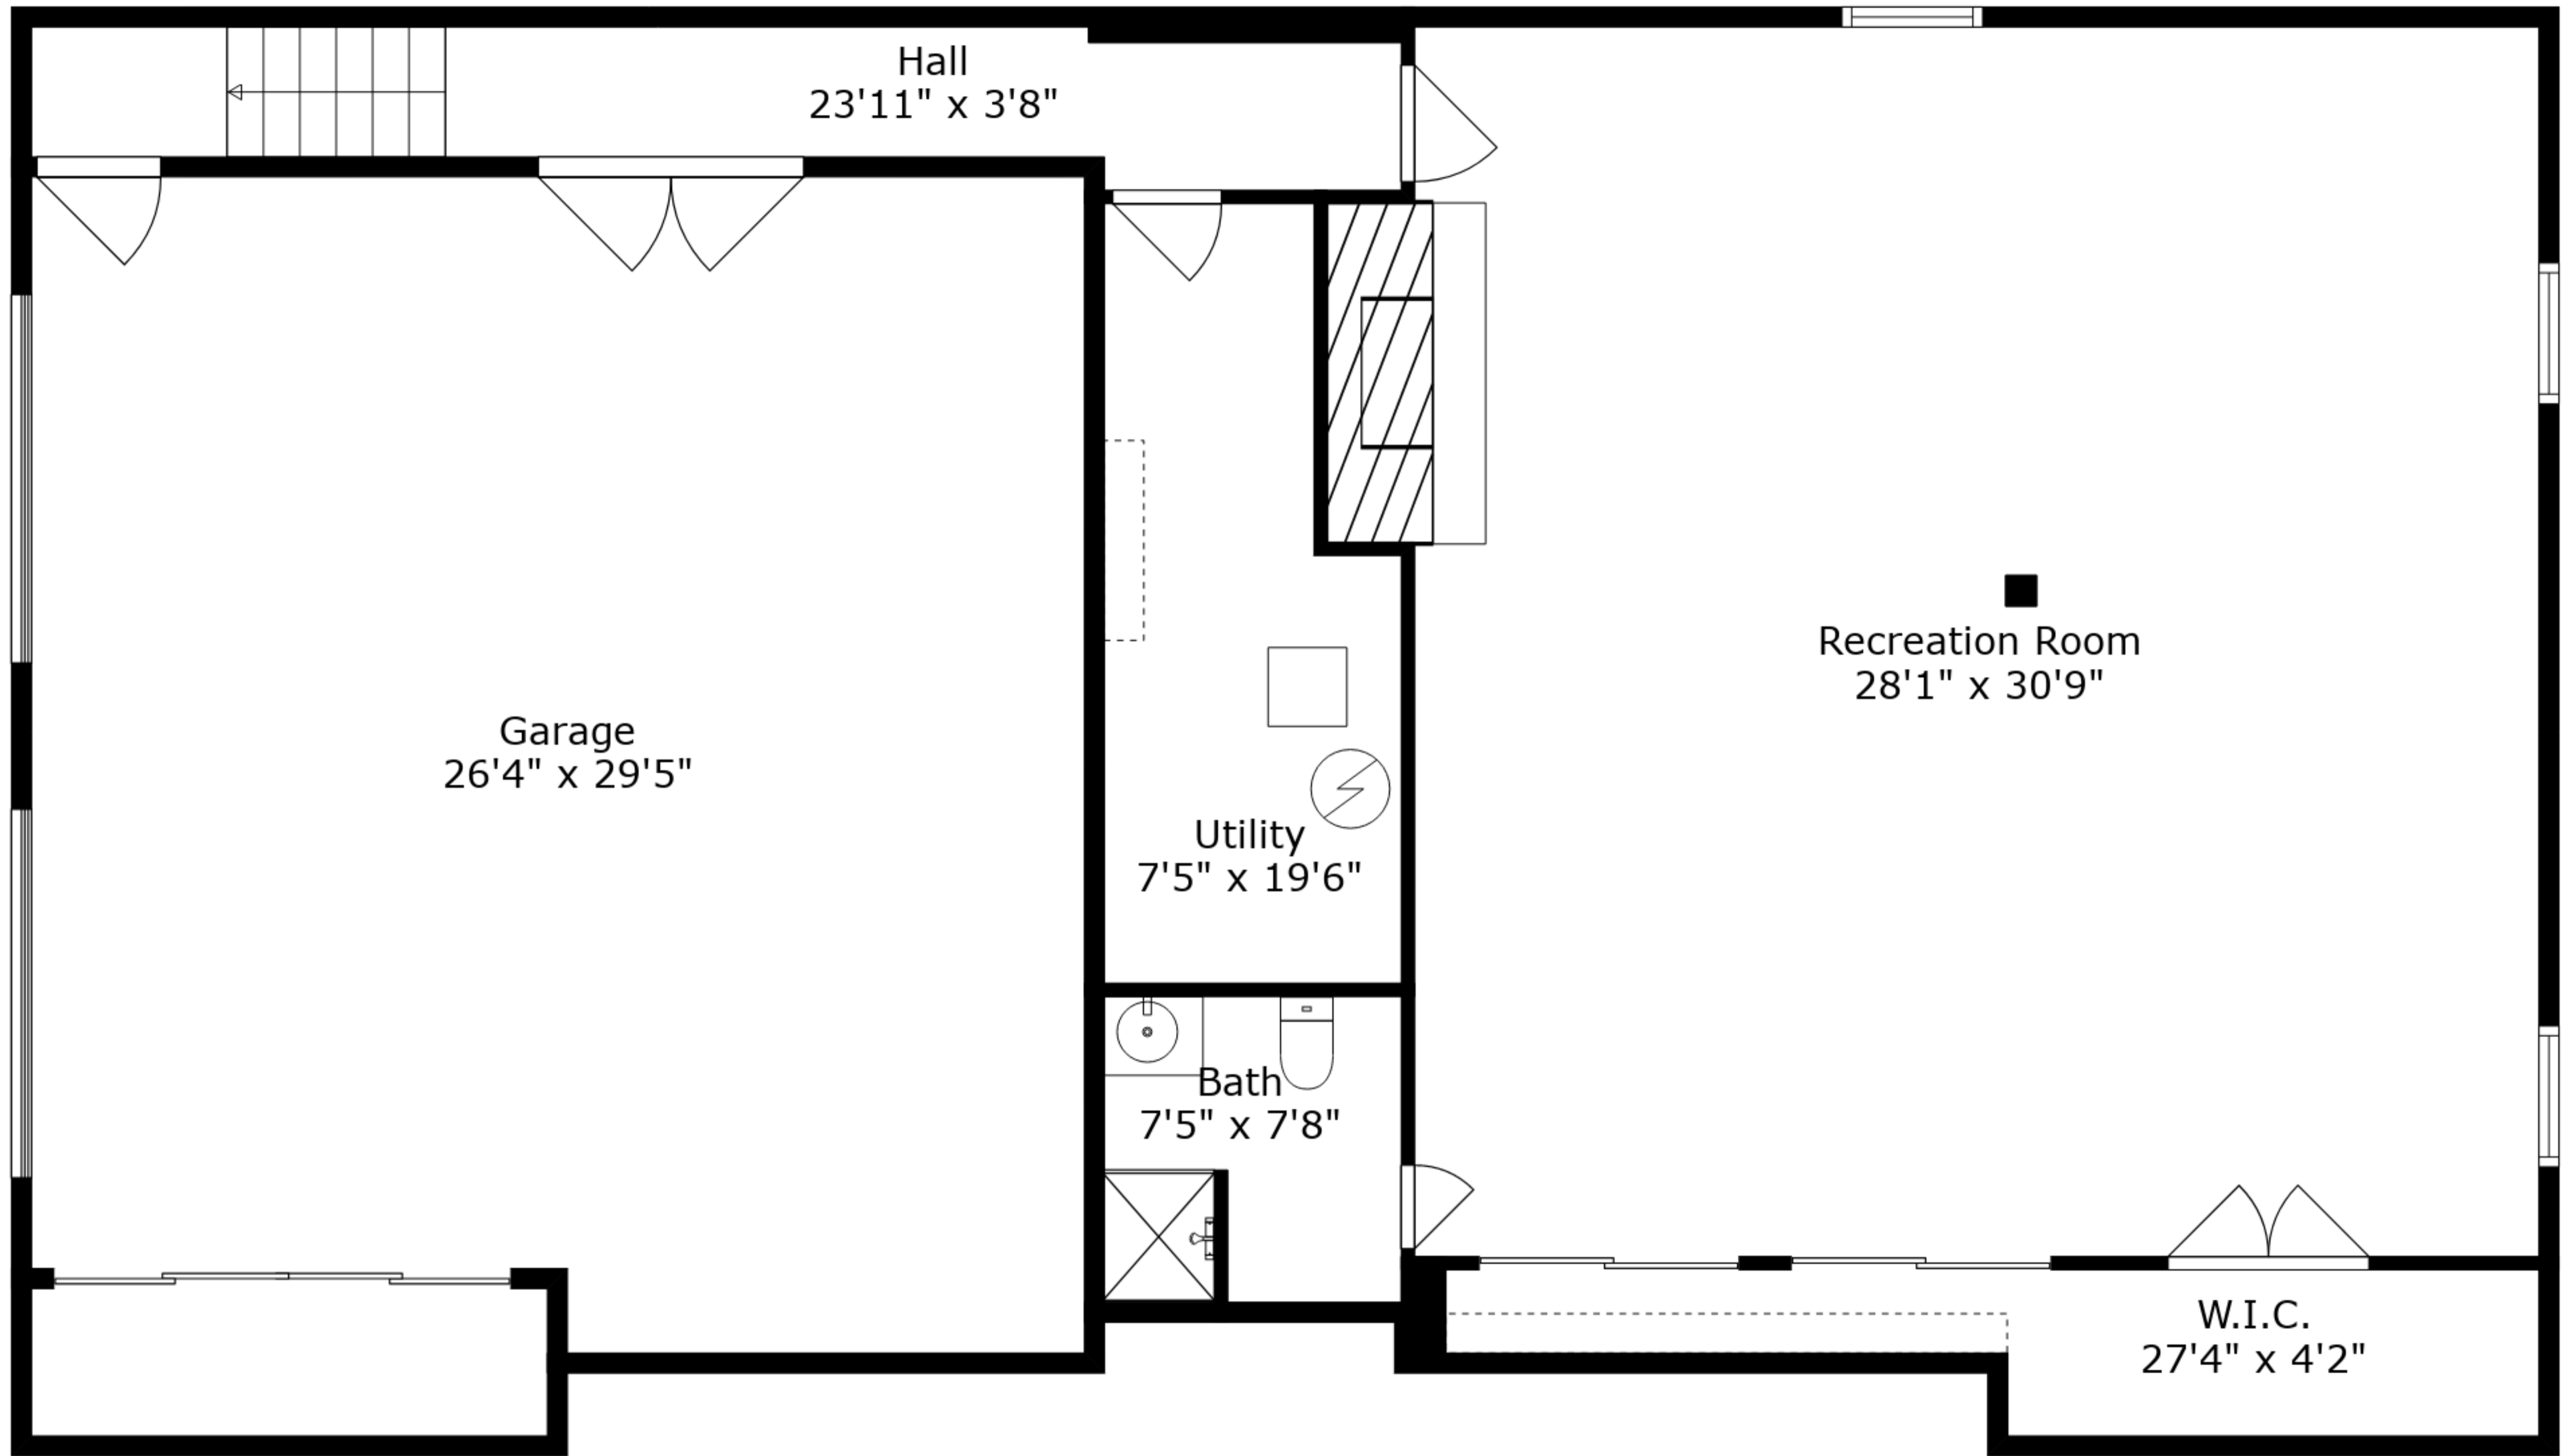 Hall
23'11" x 3'8"
Recreation Room
28'1" x 30'9"
Garage
26'4" x 29'5"
Utility
7'5" x 19'6"
Bath
7'5" x 7'8"
W.I.C.
27'4" x 4'2"